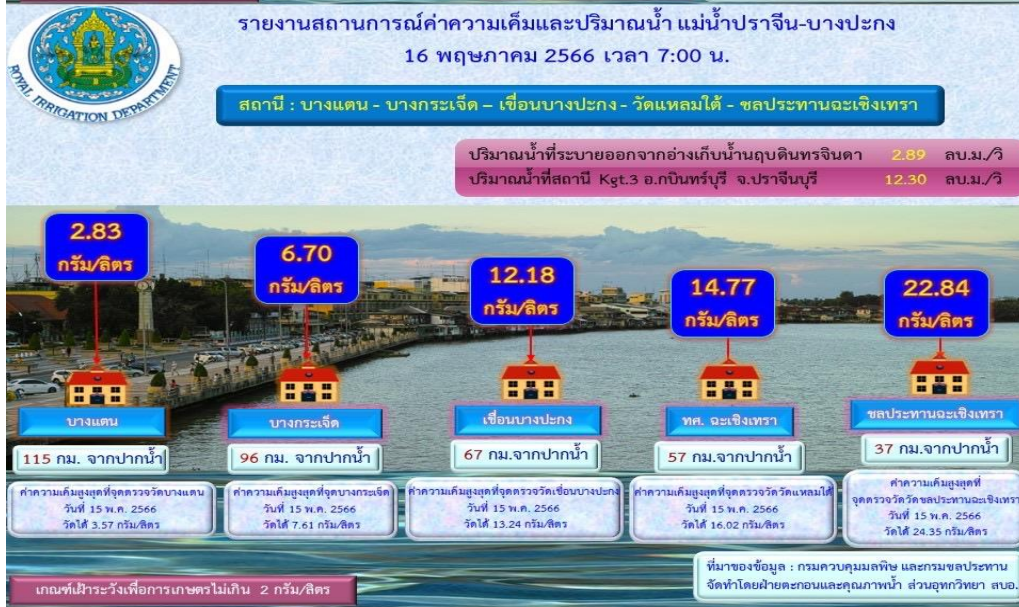 รายงานสถานการณ์ค่าความเค็มและปริมาณน้ำ แม่น้ำปราจีน-บางปะกง
16 พฤษภาคม 2566 เวลา 7:00 น.
ROYAL IRRIGATION DEPARTMENT
สถานี : บางแตน - บางกระเจ็ด – เขื่อนบางปะกง - วัดแหลมใต้ - ชลประทานฉะเชิงเทรา
ปริมาณน้ำที่ระบายออกจากอ่างเก็บน้ำนฤบดินทรจินดา 2.89 ลบ.ม./วิ
ปริมาณน้ำที่สถานี Kgt.3 อ.กบินทร์บุรี จ.ปราจีนบุรี 12.30 ลบ.ม./วิ
2.83
กรัม/ลิตร
6.70
กรัม/ลิตร
12.18
กรัม/ลิตร
14.77
กรัม/ลิตร
22.84
กรัม/ลิตร
บางแตน
บางกระเจ็ด
เขื่อนบางปะกง
ทศ. ฉะเชิงเทรา
ชลประทานฉะเชิงเทรา
115 กม. จากปากน้ำ
96 กม. จากปากน้ำ
67 กม.จากปากน้ำ
57 กม.จากปากน้ำ
37 กม.จากปากน้ำ
ค่าความเค็มสูงสุดที่จุดตรวจวัดบางแตน
วันที่ 15 พ.ค. 2566
วัดได้ 3.57 กรัม/ลิตร
ค่าความเค็มสูงสุดที่จุดบางกระเจ็ด
วันที่ 15 พ.ค. 2566
วัดได้ 7.61 กรัม/ลิตร
ค่าความเค็มสูงสุดที่จุดตรวจวัดเขื่อนบางปะกง
วันที่ 15 พ.ค. 2566
วัดได้ 13.24 กรัม/ลิตร
ค่าความเค็มสูงสุดที่จุดตรวจวัดวัดแหลมใต้
วันที่ 15 พ.ค. 2566
วัดได้ 16.02 กรัม/ลิตร
ค่าความเค็มสูงสุดที่
จุดตรวจวัดวัดชลประทานฉะเชิงเทรา
วันที่ 15 พ.ค. 2566
วัดได้ 24.35 กรัม/ลิตร
เกณฑ์เฝ้าระวังเพื่อการเกษตรไม่เกิน 2 กรัม/ลิตร
ที่มาของข้อมูล : กรมควบคุมมลพิษ และกรมชลประทาน
จัดทำโดยฝ่ายตะกอนและคุณภาพน้ำ ส่วนอุทกวิทยา สบอ.